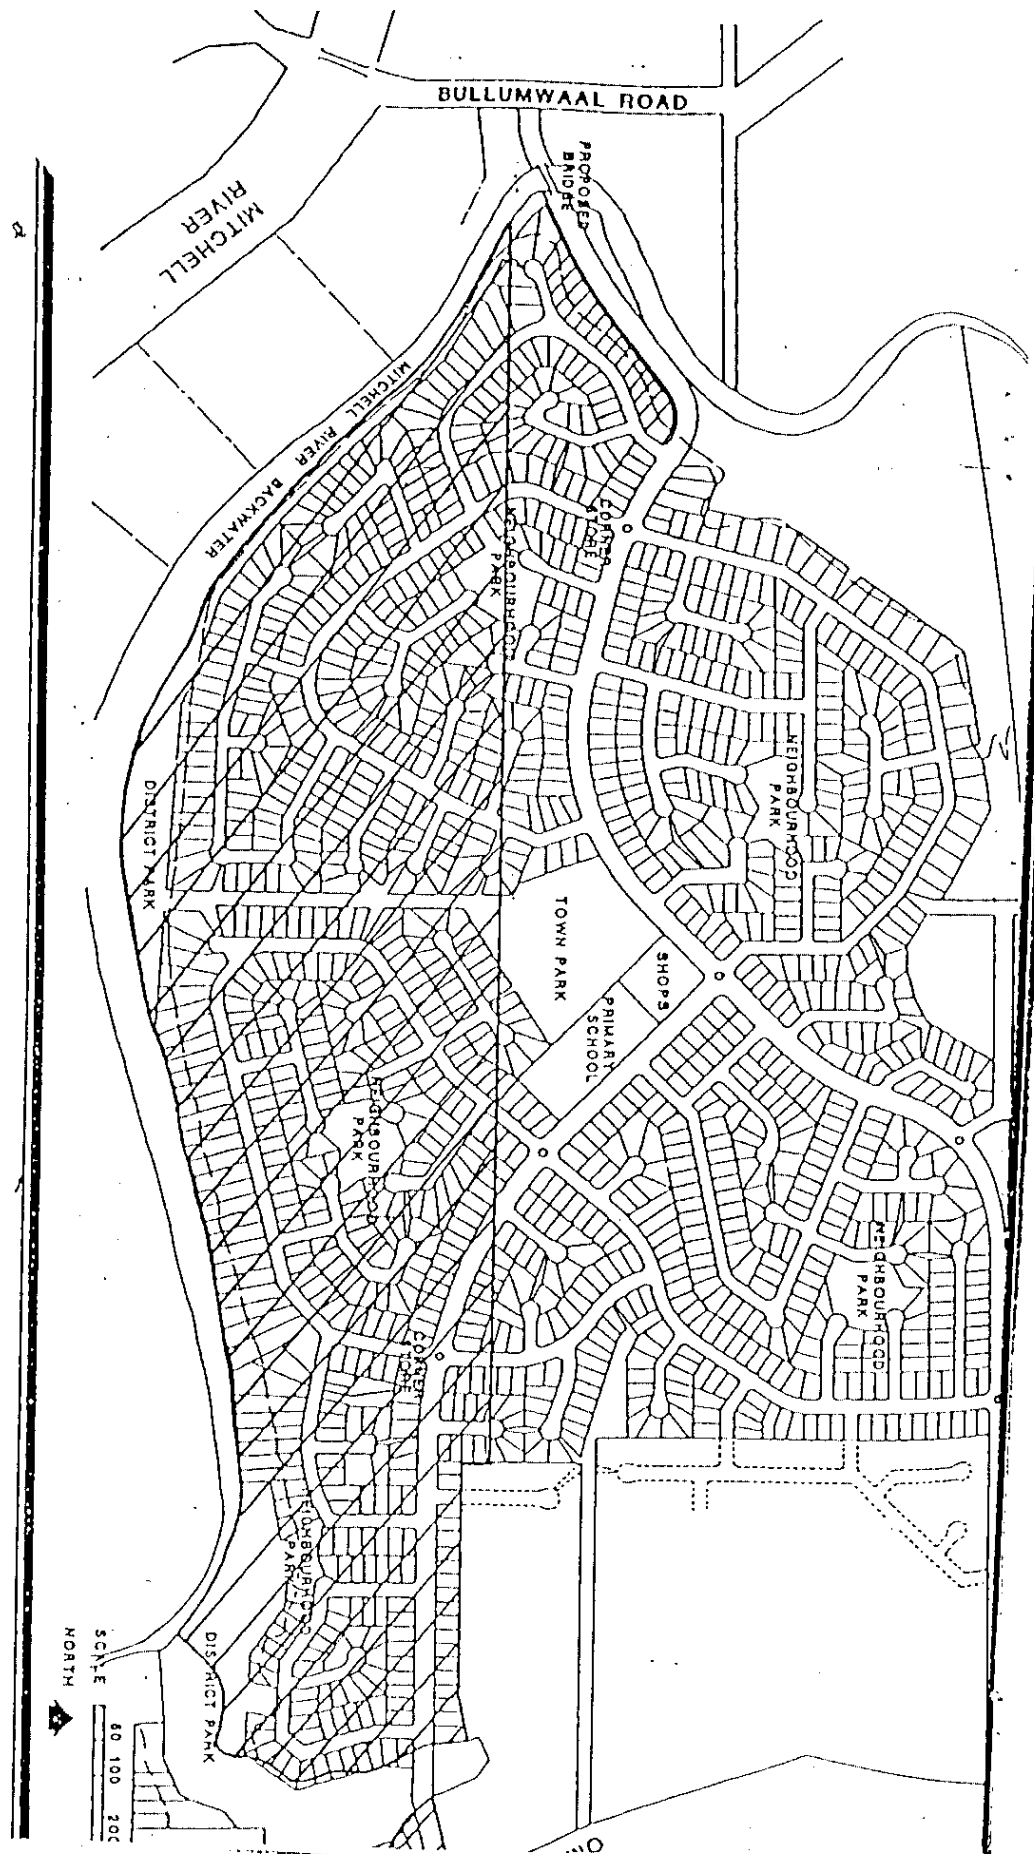 BULLUMWAAL ROAD
PROPOSED
BRIDGE
MITCHELL
RIVER
MITCHELL RIVER BACKWATER
CORNER
STORE
NEIGHBOURHOOD
PARK
NEIGHBOURHOOD
PARK
DISTRICT PARK
TOWN PARK
SHOPS
PRIMARY
SCHOOL
NEIGHBOURHOOD
PARK
NEIGHBOURHOOD
PARK
CORNER
STORE
NEIGHBOURHOOD
PARK
DISTRICT PARK
SCALE
NORTH
100
200